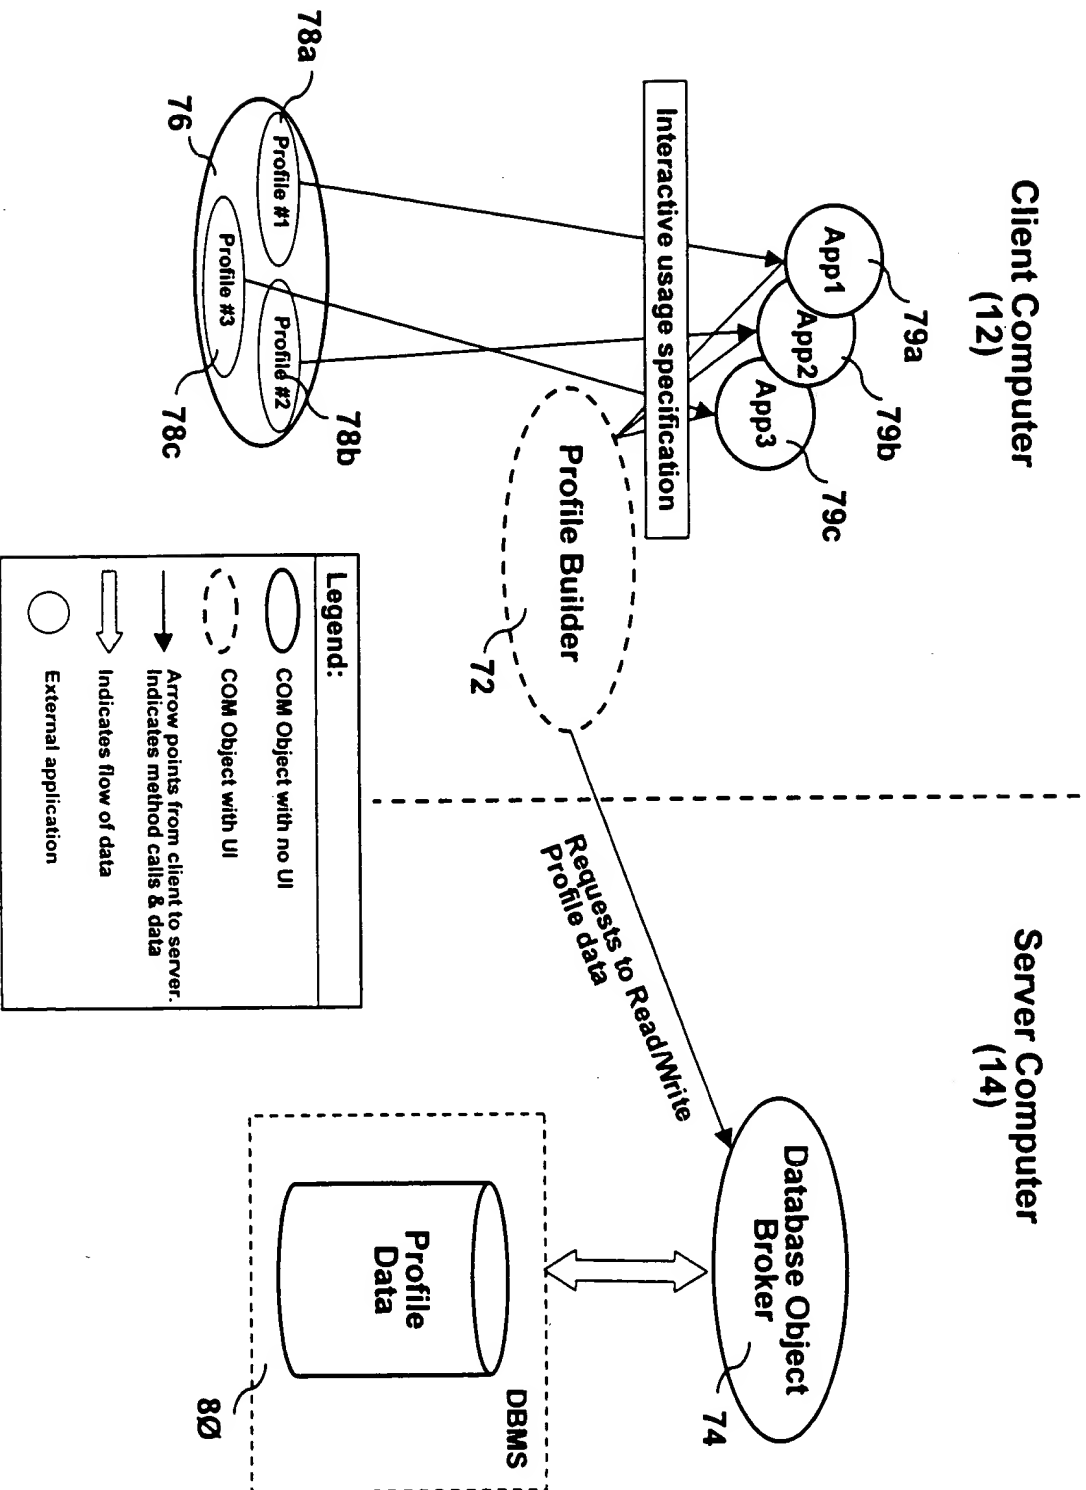 Client Computer
(12)
Server Computer
(14)
79a
App1
79b
App2
79c
App3
Interactive usage specification
Profile Builder
72
Database Object
Broker
74
Requests to Read/Write
Profile data
78a
Profile #1
76
Profile #2
78b
Profile #3
78c
DBMS
Profile
Data
8Ø
Legend:
COM Object with no UI
COM Object with UI
Arrow points from client to server.
Indicates method calls & data
Indicates flow of data
External application